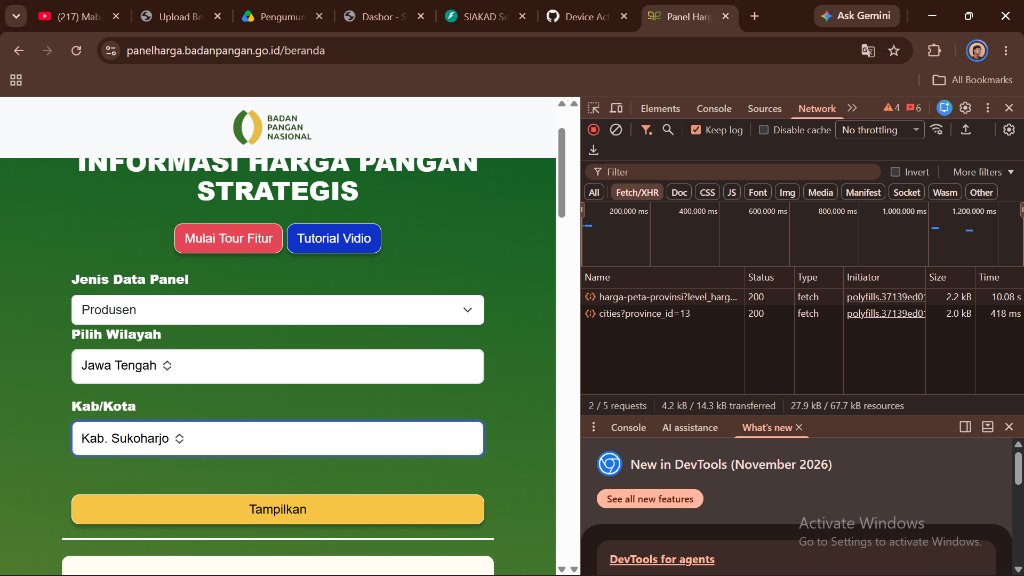 (217) Mab
Upload Be
Pengumun
Dasbor - S
SIAKAD Se
Device Act
Panel Harg
Ask Gemini
panelharga.badanpangan.go.id/beranda
All Bookmarks
BADAN
PANGAN
NASIONAL
INFORMASI HARGA PANGAN
STRATEGIS
Mulai Tour Fitur
Tutorial Vidio
Jenis Data Panel
Produsen
Pilih Wilayah
Jawa Tengah
Kab/Kota
Kab. Sukoharjo
Tampilkan
Elements Console Sources Network 4 6
Keep log Disable cache No throttling
Filter Invert More filters
All Fetch/XHR Doc CSS JS Font Img Media Manifest Socket Wasm Other
200.000 ms 400.000 ms 600.000 ms 800.000 ms 1.000.000 ms 1.200.000 ms
Name Status Type Initiator Size Time
harga-peta-provinsi?level_harg... 200 fetch polyfills.37139ed01 2.2 kB 10.08 s
cities?province_id=13 200 fetch polyfills.37139ed01 2.0 kB 418 ms
2 / 5 requests 4.2 kB / 14.3 kB transferred 27.9 kB / 67.7 kB resources
Console AI assistance What's new
New in DevTools (November 2026)
See all new features
Activate Windows
Go to Settings to activate Windows.
DevTools for agents